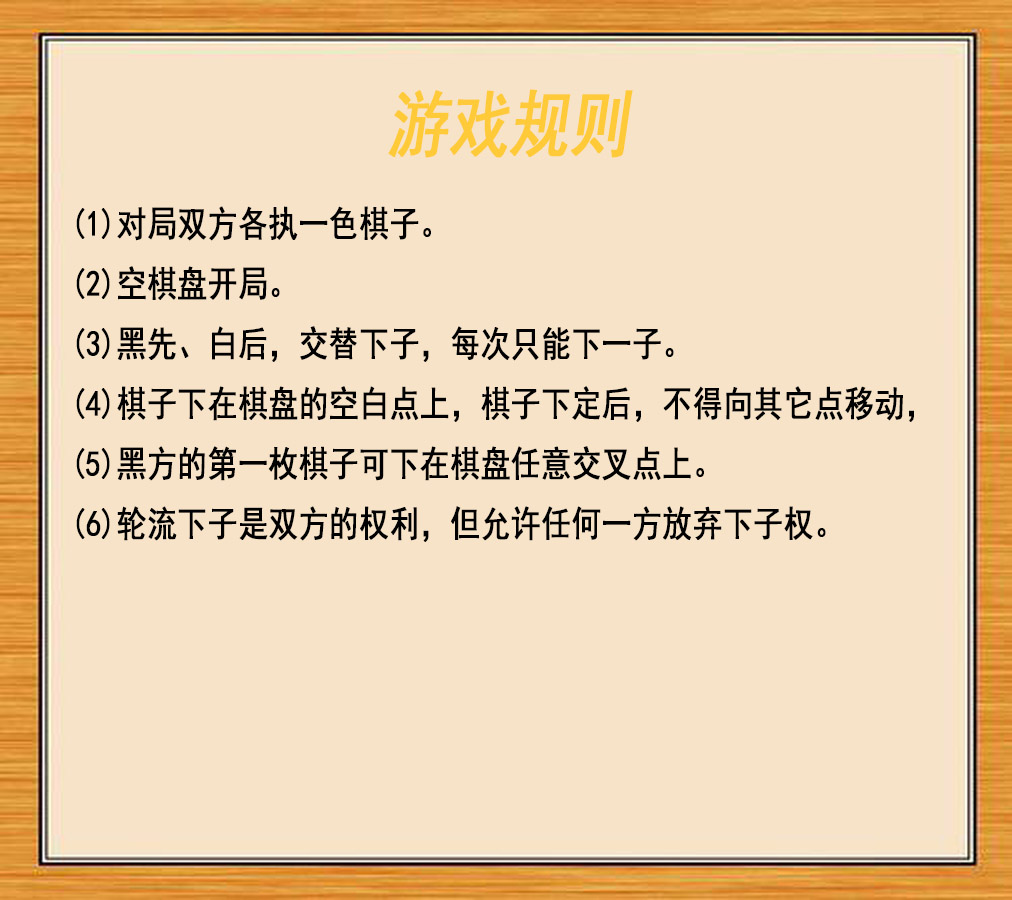 游戏规则
(1)对局双方各执一色棋子。
(2)空棋盘开局。
(3)黑先、白后，交替下子，每次只能下一子。
(4)棋子下在棋盘的空白点上，棋子下定后，不得向其它点移动，
(5)黑方的第一枚棋子可下在棋盘任意交叉点上。
(6)轮流下子是双方的权利，但允许任何一方放弃下子权。